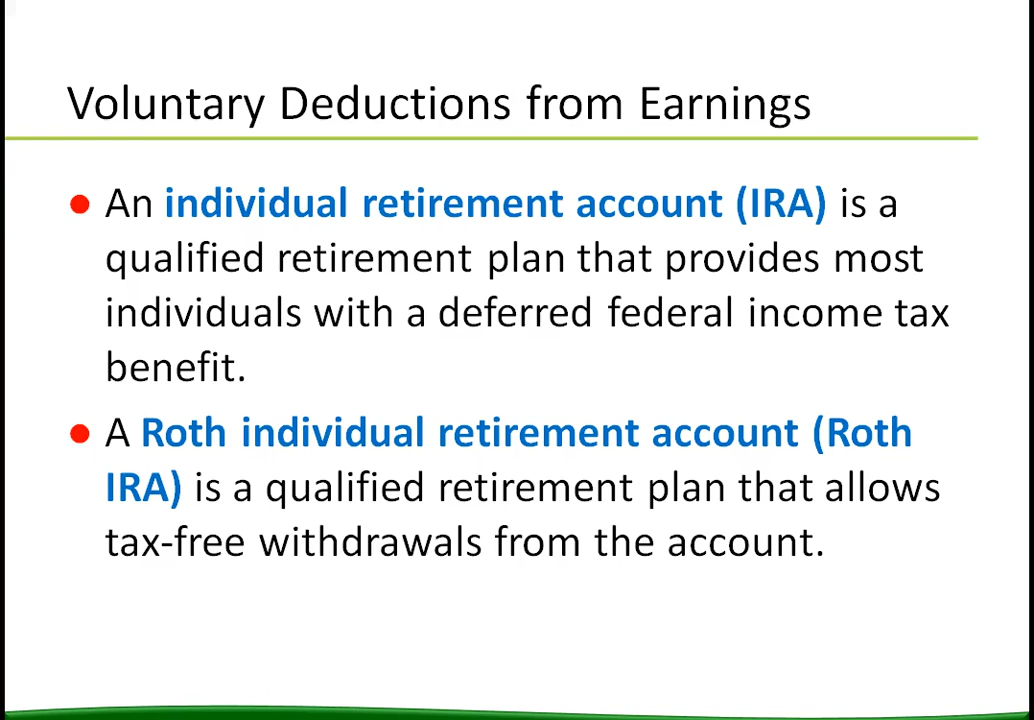 Voluntary Deductions from Earnings
● An individual retirement account (IRA) is a
qualified retirement plan that provides most
individuals with a deferred federal income tax
benefit.
● A Roth individual retirement account (Roth
IRA) is a qualified retirement plan that allows
tax-free withdrawals from the account.